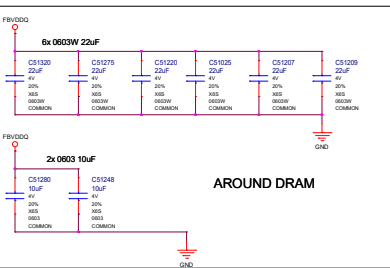 FBVDDQ
6x 0603W 22uF
C51320 C51275 C51220 C51025 C51207 C51209
22uF 22uF 22uF 22uF 22uF 22uF
4V 4V 4V 4V 4V 4V
20% 20% 20% 20% 20% 20%
X6S X6S X6S X6S X6S X6S
0603W 0603W 0603W 0603W 0603W 0603W
COMMON COMMON COMMON COMMON COMMON COMMON
GND
FBVDDQ
2x 0603 10uF
C51280 C51248
10uF 10uF
4V 4V
20% 20%
X6S X6S
0603 0603
COMMON COMMON
AROUND DRAM
GND